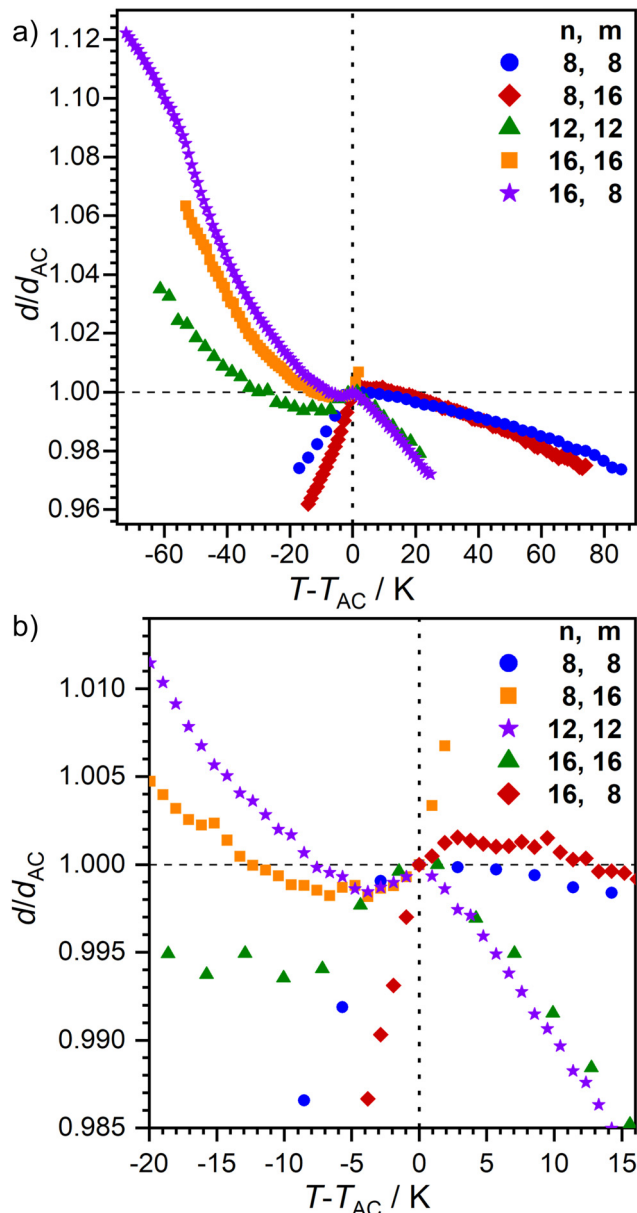 a)
n, m
8, 8
8, 16
12, 12
16, 16
16, 8
1.12
1.10
1.08
1.06
1.04
1.02
1.00
0.98
0.96
d/dAC
-60 -40 -20 0 20 40 60 80
T-TAC / K
b)
n, m
8, 8
8, 16
12, 12
16, 16
16, 8
1.010
1.005
1.000
0.995
0.990
0.985
d/dAC
-20 -15 -10 -5 0 5 10 15
T-TAC / K